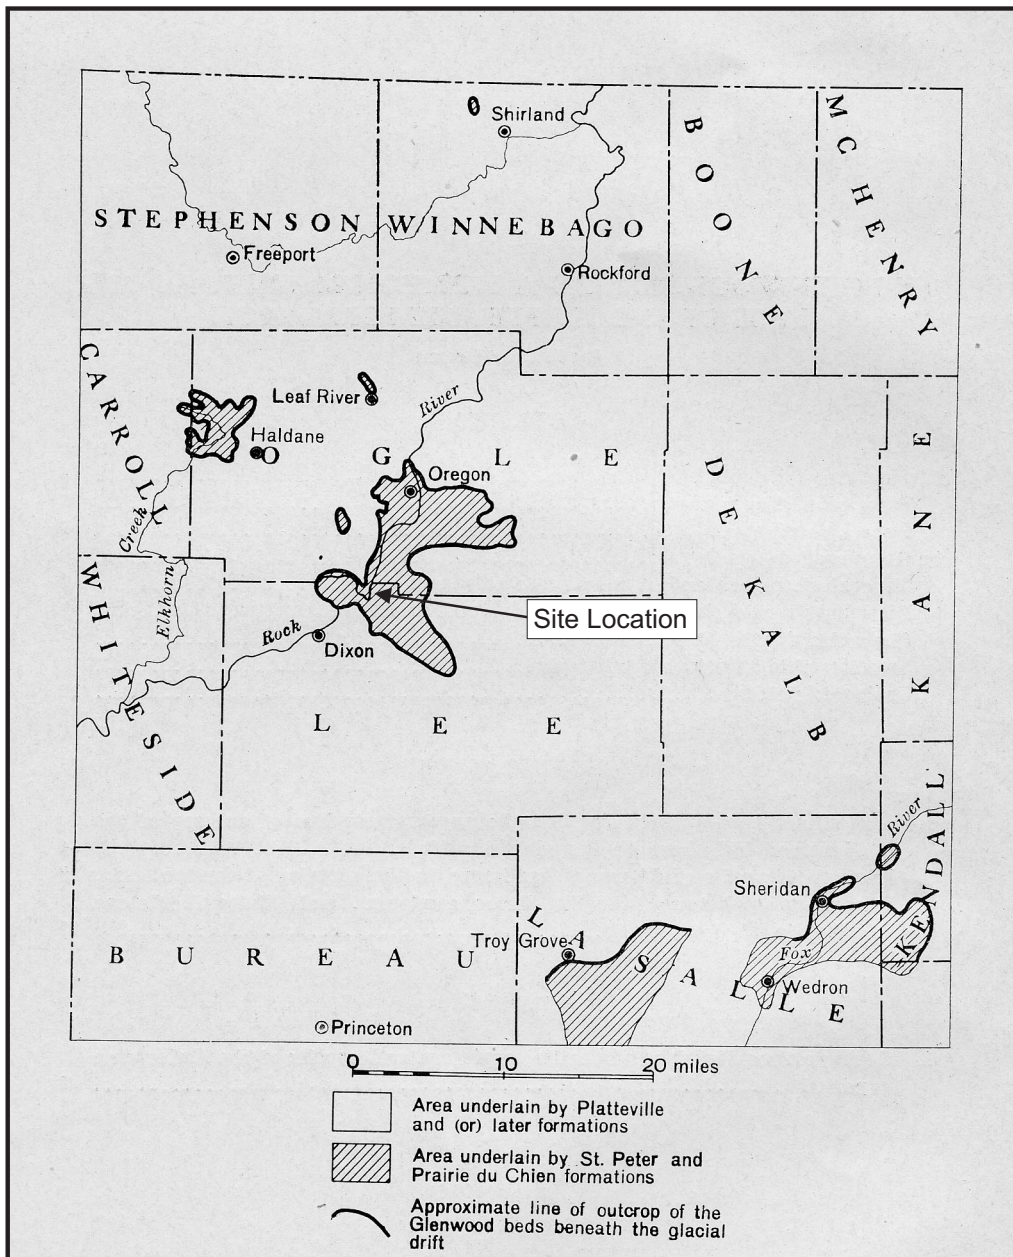 Shirland
BOONE
MCHENRY
STEPHENSON
WINNEBAGO
Freeport
Rockford
CARROLL
Leaf River
River
Haldane
OGLE
DEKALB
KANE
Oregon
Creek
Elkhorn
WHITESIDE
Site Location
Rock
Dixon
LEE
River
KENDALL
Sheridan
LA SALLE
Troy Grove
BUREAU
Fox
Wedron
Princeton
0 10 20 miles
Area underlain by Platteville
and (or) later formations
Area underlain by St. Peter and
Prairie du Chien formations
Approximate line of outcrop of the
Glenwood beds beneath the glacial
drift